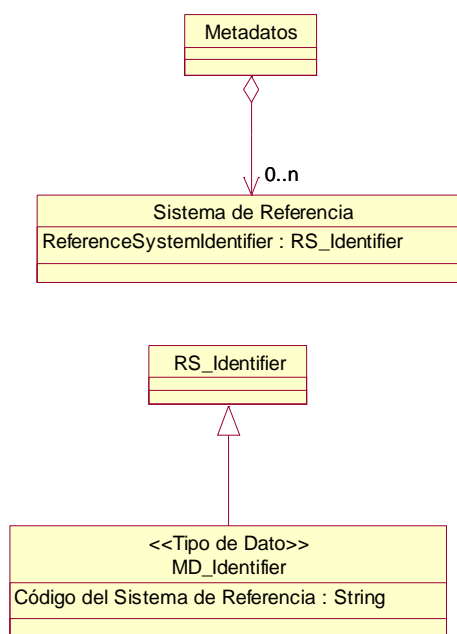 Metadatos
0..n
Sistema de Referencia
ReferenceSystemIdentifier : RS_Identifier
RS_Identifier
<<Tipo de Dato>>
MD_Identifier
Código del Sistema de Referencia : String